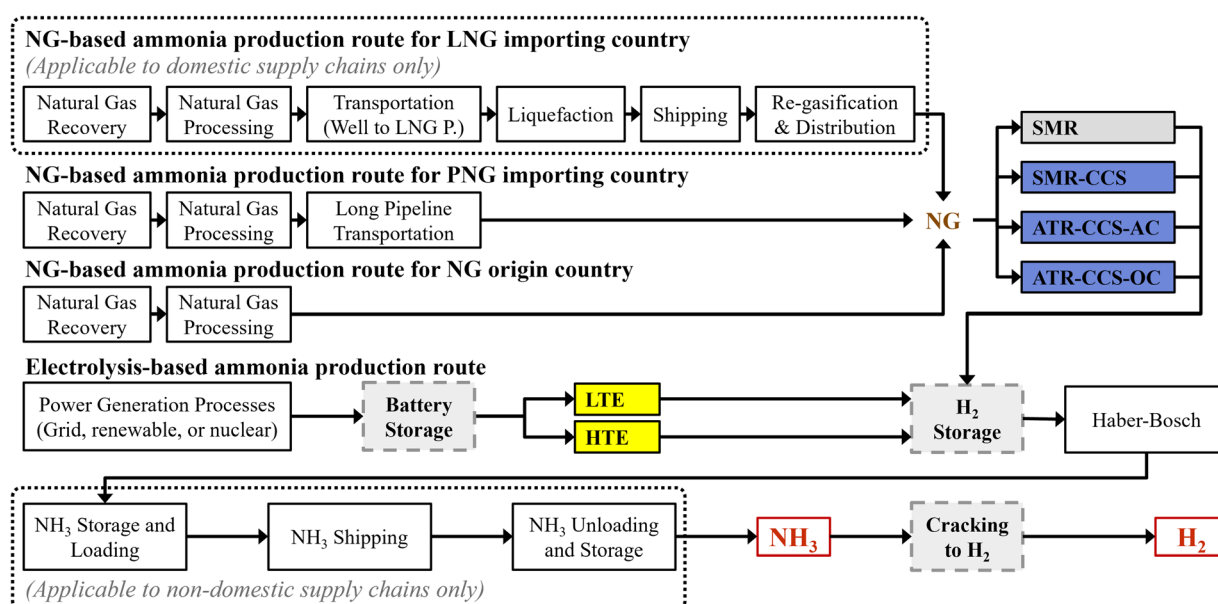 NG-based ammonia production route for LNG importing country
(Applicable to domestic supply chains only)
Natural Gas
Recovery
Natural Gas
Processing
Transportation
(Well to LNG P.)
Liquefaction
Shipping
Re-gasification
& Distribution
NG-based ammonia production route for PNG importing country
Natural Gas
Recovery
Natural Gas
Processing
Long Pipeline
Transportation
NG-based ammonia production route for NG origin country
Natural Gas
Recovery
Natural Gas
Processing
NG
SMR
SMR-CCS
ATR-CCS-AC
ATR-CCS-OC
Electrolysis-based ammonia production route
Power Generation Processes
(Grid, renewable, or nuclear)
Battery
Storage
LTE
HTE
H₂
Storage
Haber-Bosch
NH₃ Storage and
Loading
NH₃ Shipping
NH₃ Unloading
and Storage
NH₃
Cracking
to H₂
H₂
(Applicable to non-domestic supply chains only)